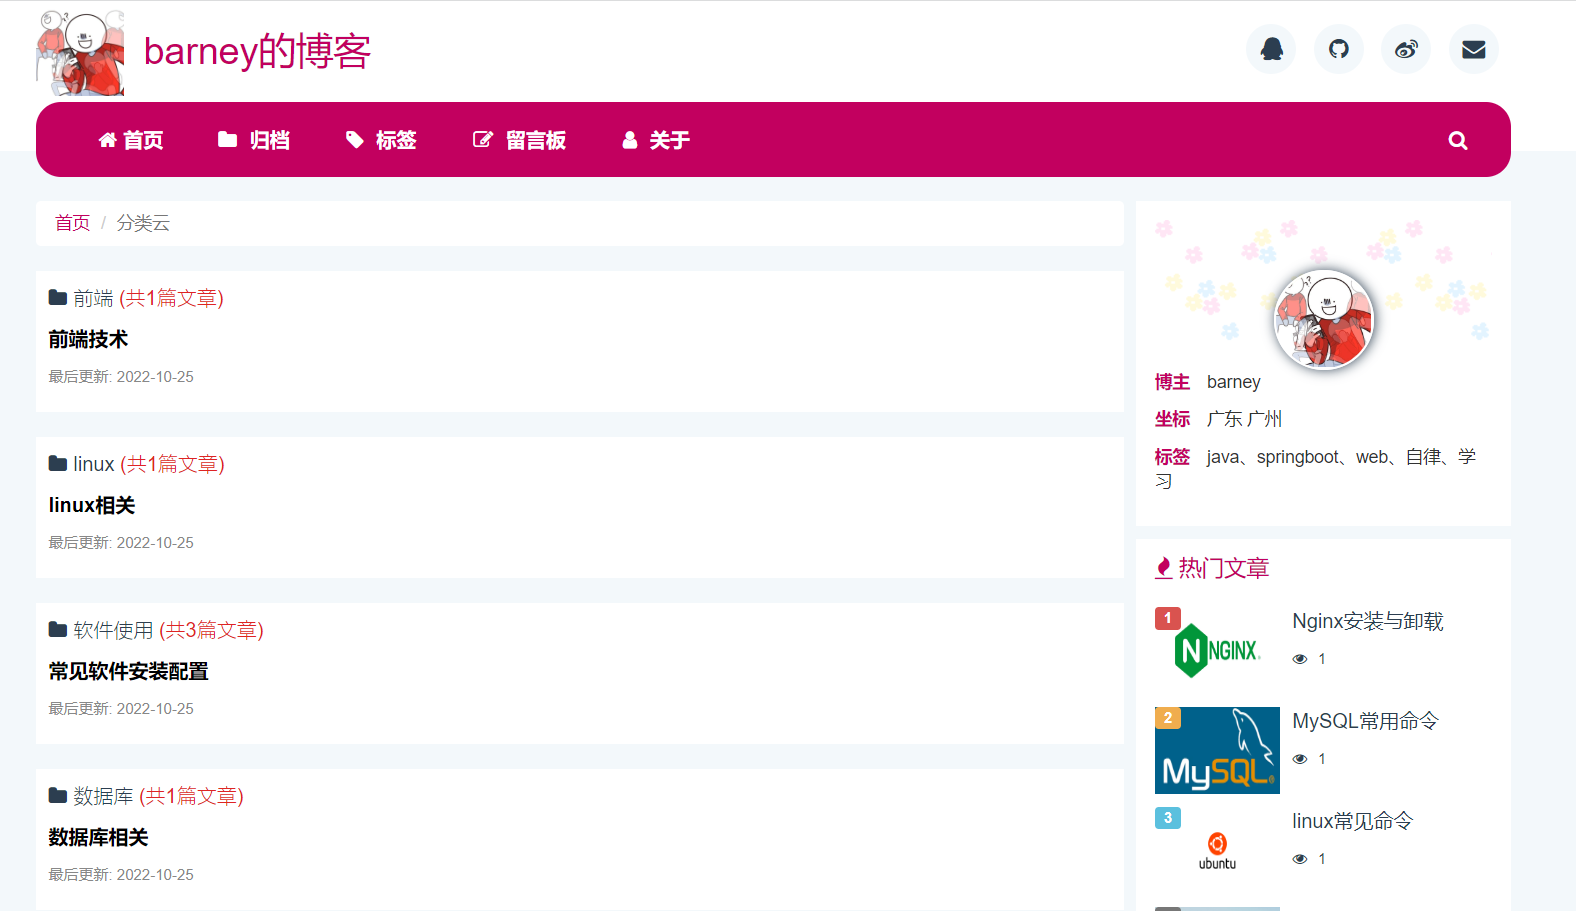 barney的博客
首页 归档 标签 留言板 关于
首页 / 分类云
前端 (共1篇文章)
前端技术
最后更新: 2022-10-25
linux (共1篇文章)
linux相关
最后更新: 2022-10-25
软件使用 (共3篇文章)
常见软件安装配置
最后更新: 2022-10-25
数据库 (共1篇文章)
数据库相关
最后更新: 2022-10-25
博主 barney
坐标 广东 广州
标签 java、springboot、web、自律、学
习
热门文章
1
N NGINX
Nginx安装与卸载
1
2
MySQL
MySQL常用命令
1
3
ubuntu
linux常见命令
1